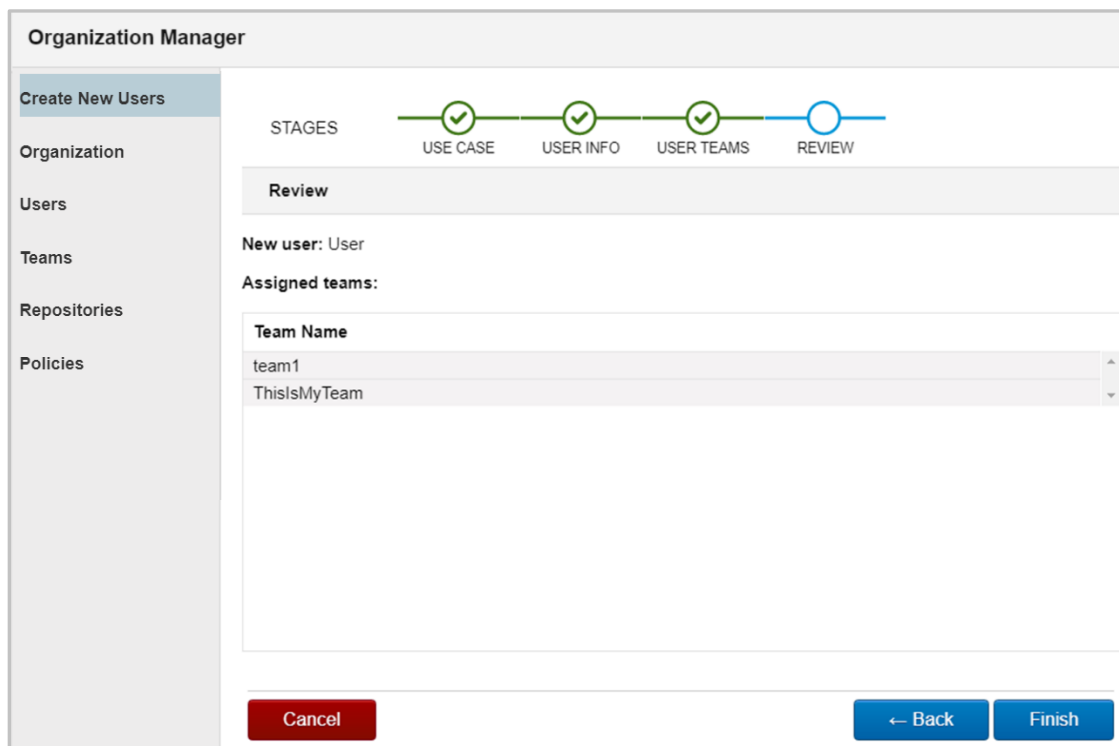 Organization Manager
Create New Users
Organization
Users
Teams
Repositories
Policies
STAGES
USE CASE
USER INFO
USER TEAMS
REVIEW
Review
New user: User
Assigned teams:
Team Name
team1
ThisIsMyTeam
Cancel
← Back
Finish